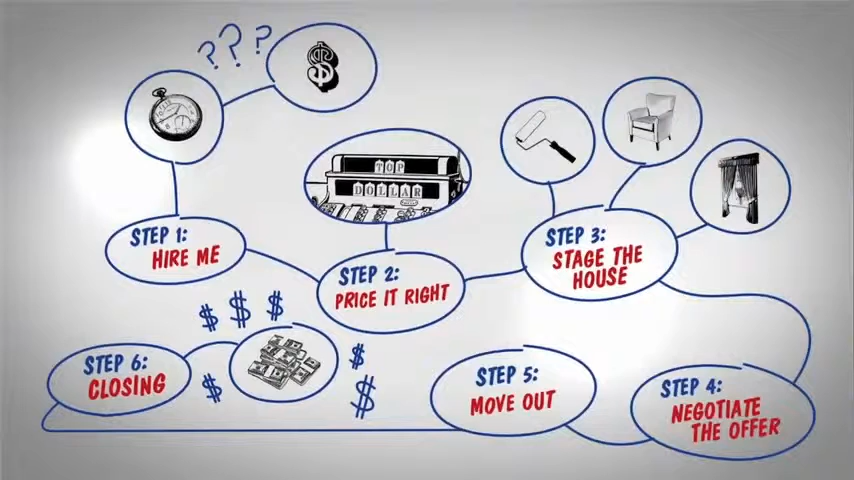 ???
$
TOP
DOLLAR
STEP 1:
HIRE ME
STEP 2:
PRICE IT RIGHT
STEP 3:
STAGE THE
HOUSE
STEP 4:
NEGOTIATE
THE OFFER
STEP 5:
MOVE OUT
STEP 6:
CLOSING
$ $ $
$
$
$